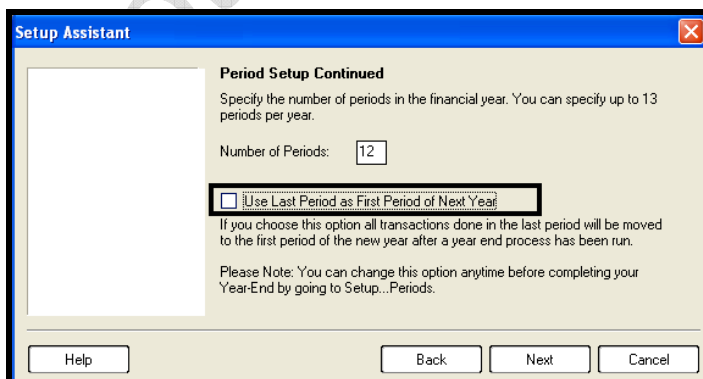 Setup Assistant
Period Setup Continued
Specify the number of periods in the financial year. You can specify up to 13
periods per year.
Number of Periods: 12
Use Last Period as First Period of Next Year
If you choose this option all transactions done in the last period will be moved
to the first period of the new year after a year end process has been run.
Please Note: You can change this option anytime before completing your
Year-End by going to Setup...Periods.
Help Back Next Cancel